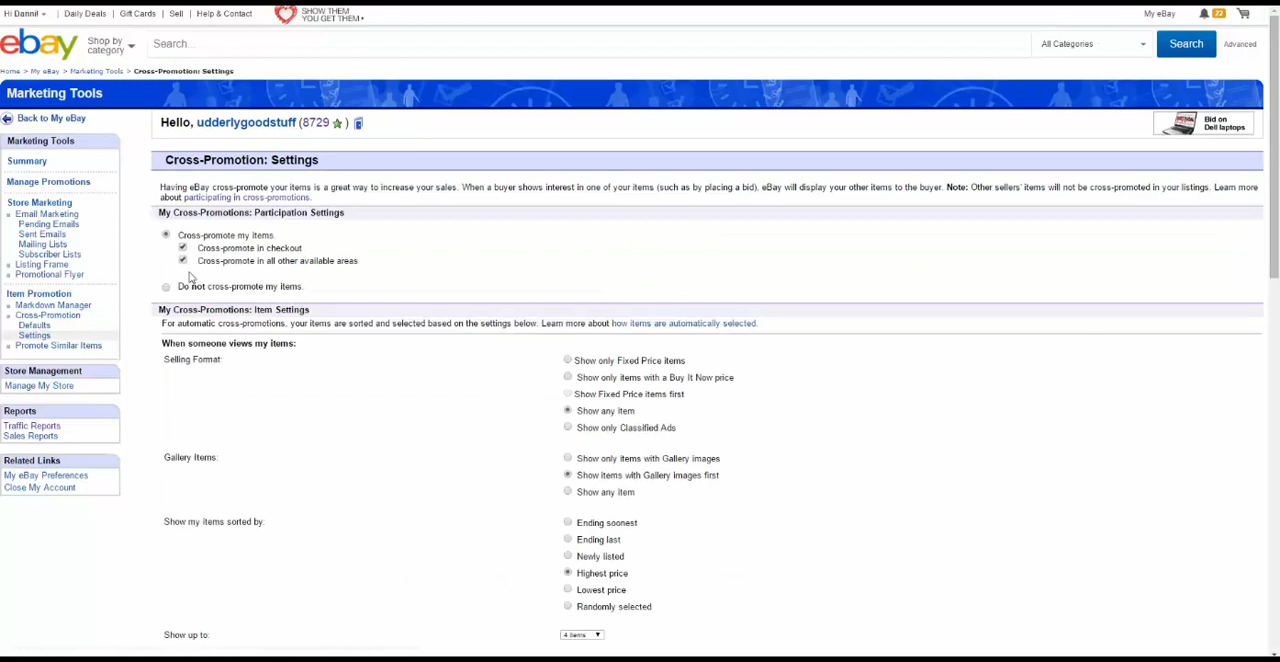 Hi Danni!
Daily Deals
Gift Cards
Sell
Help & Contact
SHOW THEM
YOU GET THEM
My eBay
22
ebay
Shop by
category
Search...
All Categories
Search
Advanced
Home > My eBay > Marketing Tools > Cross-Promotion: Settings
Marketing Tools
Back to My eBay
Hello, udderlygoodstuff (8729 )
Bid on
Dell laptops
Marketing Tools
Summary
Manage Promotions
Store Marketing
Email Marketing
Pending Emails
Sent Emails
Mailing Lists
Subscriber Lists
Listing Frame
Promotional Flyer
Item Promotion
Markdown Manager
Cross-Promotion
Defaults
Settings
Promote Similar Items
Store Management
Manage My Store
Reports
Traffic Reports
Sales Reports
Related Links
My eBay Preferences
Close My Account
Cross-Promotion: Settings
Having eBay cross-promote your items is a great way to increase your sales. When a buyer shows interest in one of your items (such as by placing a bid), eBay will display your other items to the buyer. Note: Other sellers' items will not be cross-promoted in your listings. Learn more
about participating in cross-promotions.
My Cross-Promotions: Participation Settings
Cross-promote my items.
Cross-promote in checkout
Cross-promote in all other available areas
Do not cross-promote my items.
My Cross-Promotions: Item Settings
For automatic cross-promotions, your items are sorted and selected based on the settings below. Learn more about how items are automatically selected.
When someone views my items:
Selling Format:
Show only Fixed Price items
Show only items with a Buy It Now price
Show Fixed Price items first
Show any item
Show only Classified Ads
Gallery Items:
Show only items with Gallery images
Show items with Gallery images first
Show any item
Show my items sorted by:
Ending soonest
Ending last
Newly listed
Highest price
Lowest price
Randomly selected
Show up to:
4 items